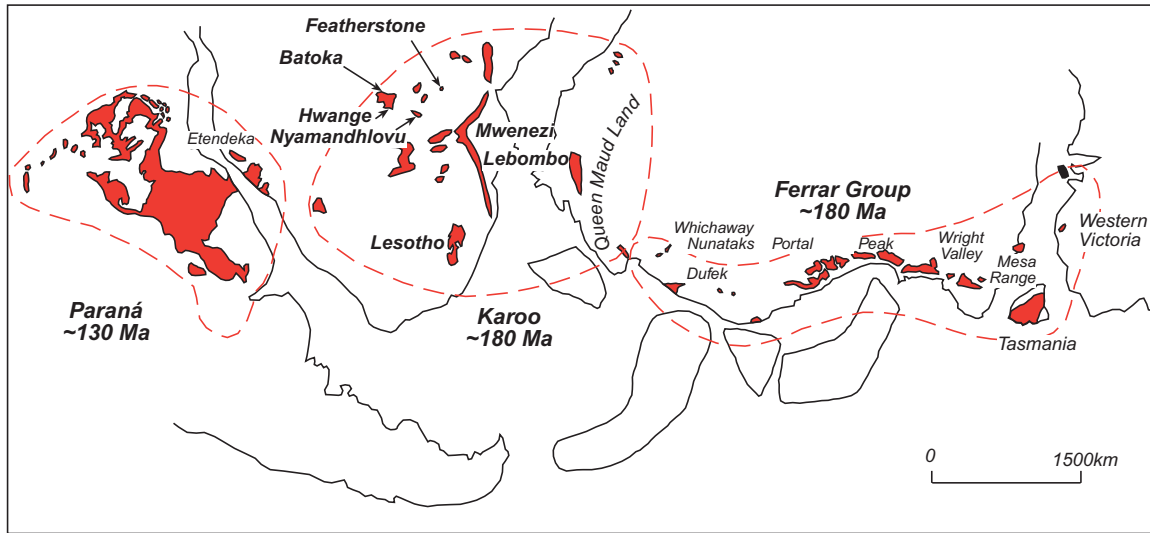 Featherstone
Batoka
Hwange
Nyamandhlovu
Etendeka
Mwenezi
Lebombo
Queen Maud Land
Lesotho
Ferrar Group
~180 Ma
Whichaway
Nunataks
Portal
Peak
Wright
Valley
Mesa
Range
Western
Victoria
Dufek
Paraná
~130 Ma
Karoo
~180 Ma
Tasmania
0
1500km